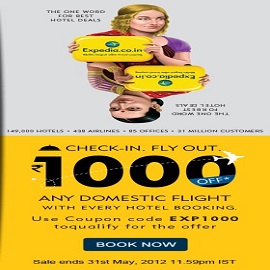 THE ONE WORD
FOR BEST
HOTEL DEALS
Expedia.co.in
Expedia.co.in
THE ONE WORD
FOR BEST
HOTEL DEALS
149,000 HOTELS • 438 AIRLINES • 85 OFFICES • 31 MILLION CUSTOMERS
CHECK-IN. FLY OUT.
₹1000
OFF*
ANY DOMESTIC FLIGHT
WITH EVERY HOTEL BOOKING.
Use Coupon code EXP1000
toqualify for the offer
BOOK NOW
Sale ends 31st May, 2012 11.59pm IST